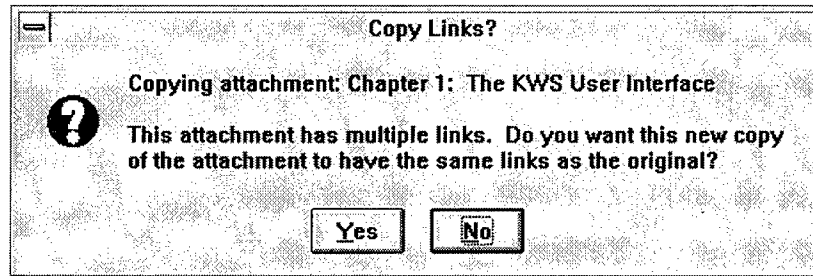 Copy Links?
Copying attachment: Chapter 1:  The KWS User Interface
This attachment has multiple links.  Do you want this new copy
of the attachment to have the same links as the original?
Yes
No